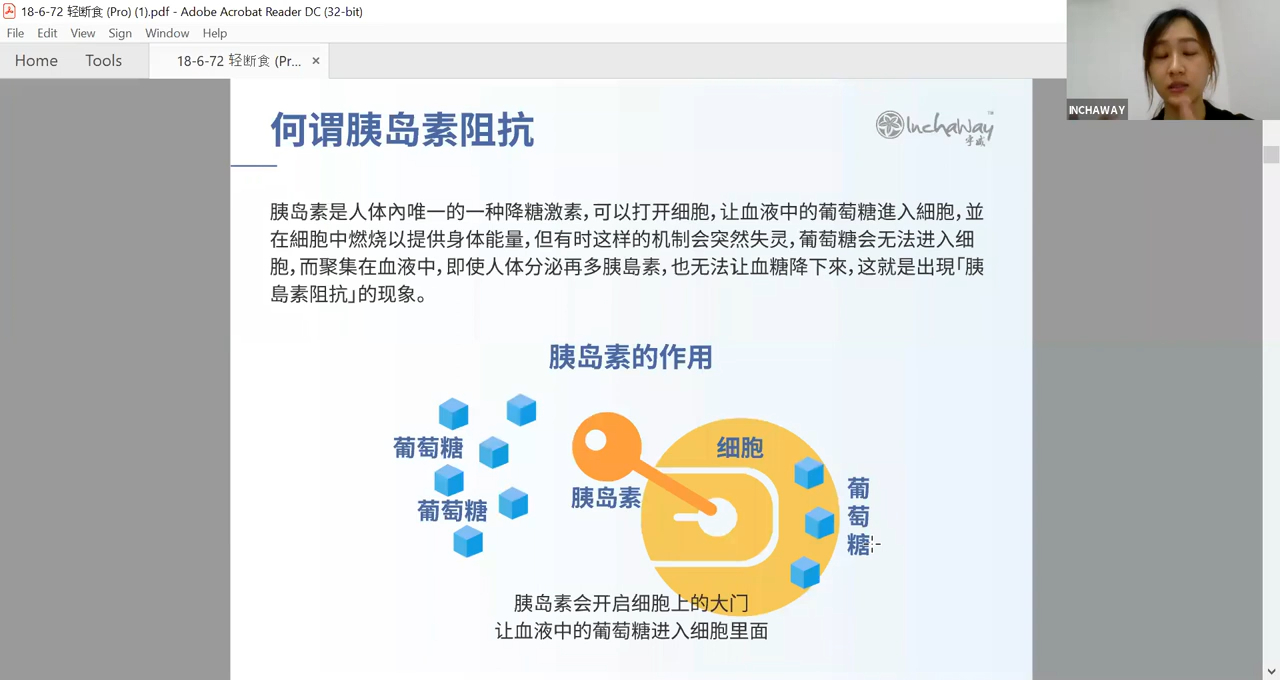 18-6-72 轻断食 (Pro) (1).pdf - Adobe Acrobat Reader DC (32-bit)
File Edit View Sign Window Help
Home Tools 18-6-72 轻断食 (Pr... ×
INCHAWAY
何谓胰岛素阻抗
InchaWay™
宇威
胰岛素是人体內唯一的一种降糖激素，可以打开细胞，让血液中的葡萄糖進入細胞，並
在細胞中燃烧以提供身体能量，但有时这样的机制会突然失灵，葡萄糖会无法进入细
胞，而聚集在血液中，即使人体分泌再多胰島素，也无法让血糖降下來，这就是出現「胰
島素阻抗」的现象。
胰岛素的作用
葡萄糖
葡萄糖
胰岛素
细胞
葡
萄
糖
胰岛素会开启细胞上的大门
让血液中的葡萄糖进入细胞里面